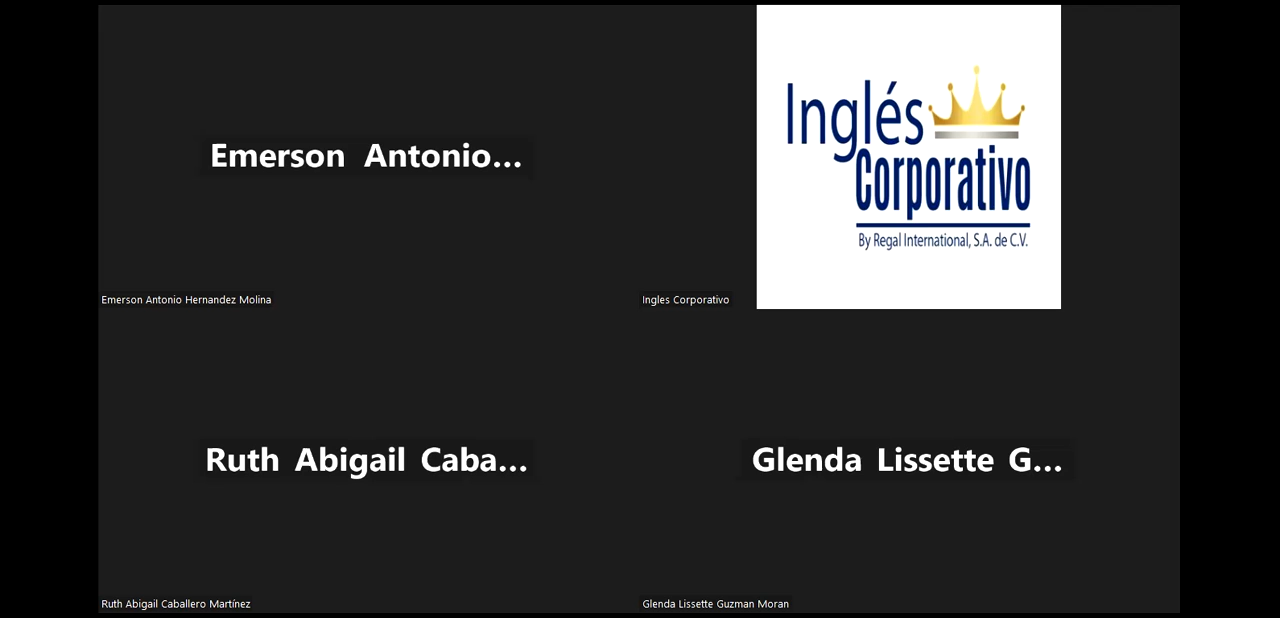 Emerson Antonio...
Emerson Antonio Hernandez Molina
Inglés
Corporativo
By Regal International, S.A. de C.V.
Ingles Corporativo
Ruth Abigail Caba...
Ruth Abigail Caballero Martínez
Glenda Lissette G...
Glenda Lissette Guzman Moran